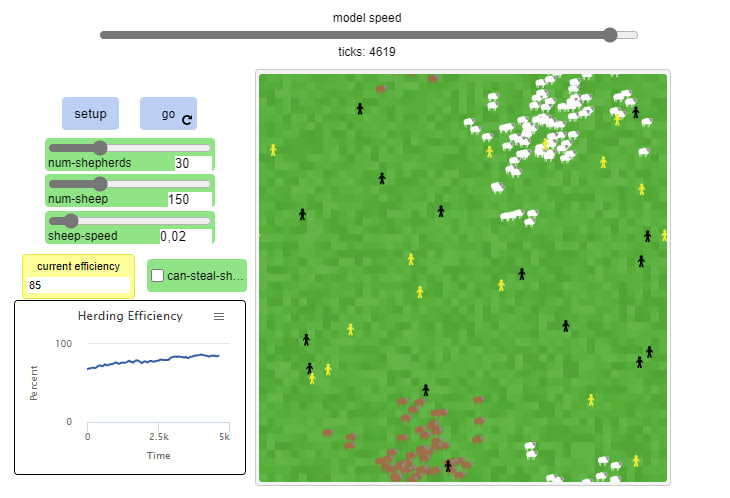 model speed
ticks: 4619
setup
go
num-shepherds 30
num-sheep 150
sheep-speed 0,02
current efficiency
85
can-steal-sh...
Herding Efficiency
100
Percent
0
0 2.5k 5k
Time